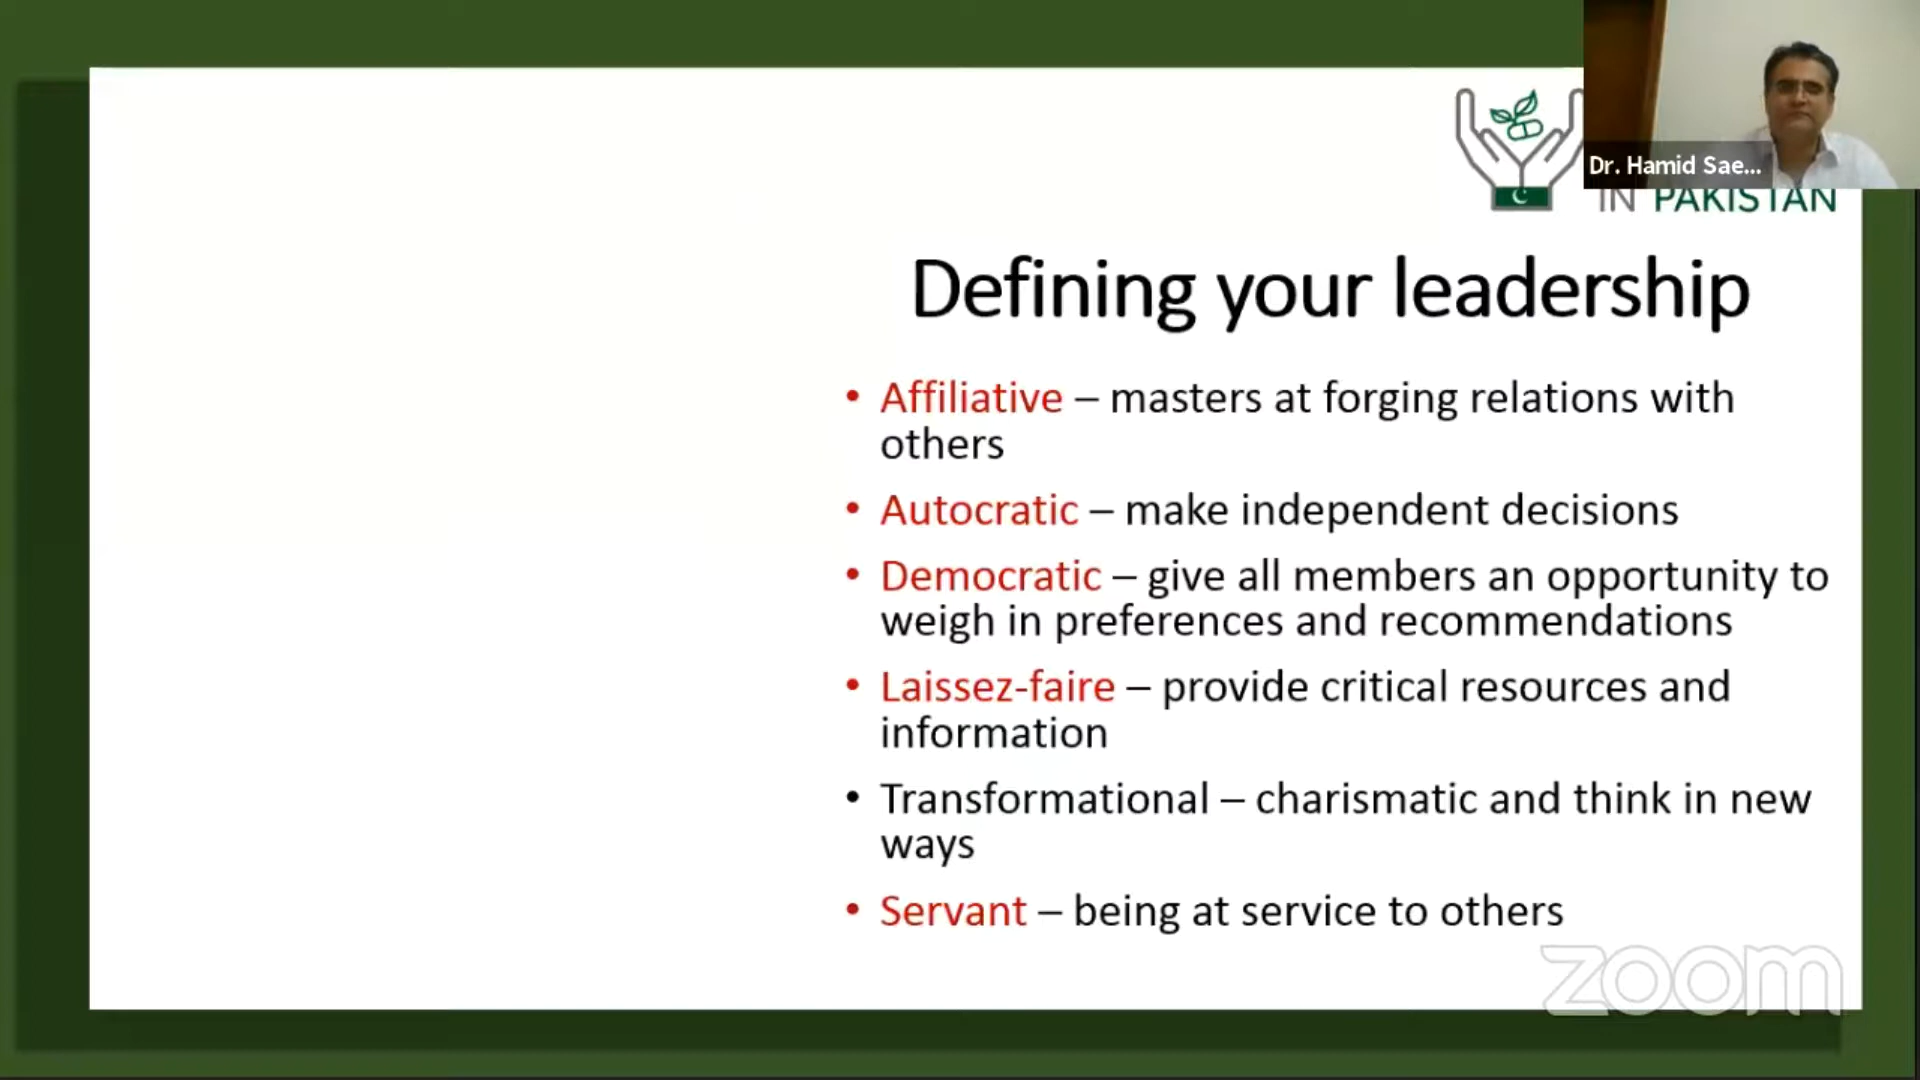 Dr. Hamid Sae...
IN PAKISTAN
Defining your leadership
• Affiliative – masters at forging relations with
others
• Autocratic – make independent decisions
• Democratic – give all members an opportunity to
weigh in preferences and recommendations
• Laissez-faire – provide critical resources and
information
• Transformational – charismatic and think in new
ways
• Servant – being at service to others
zoom